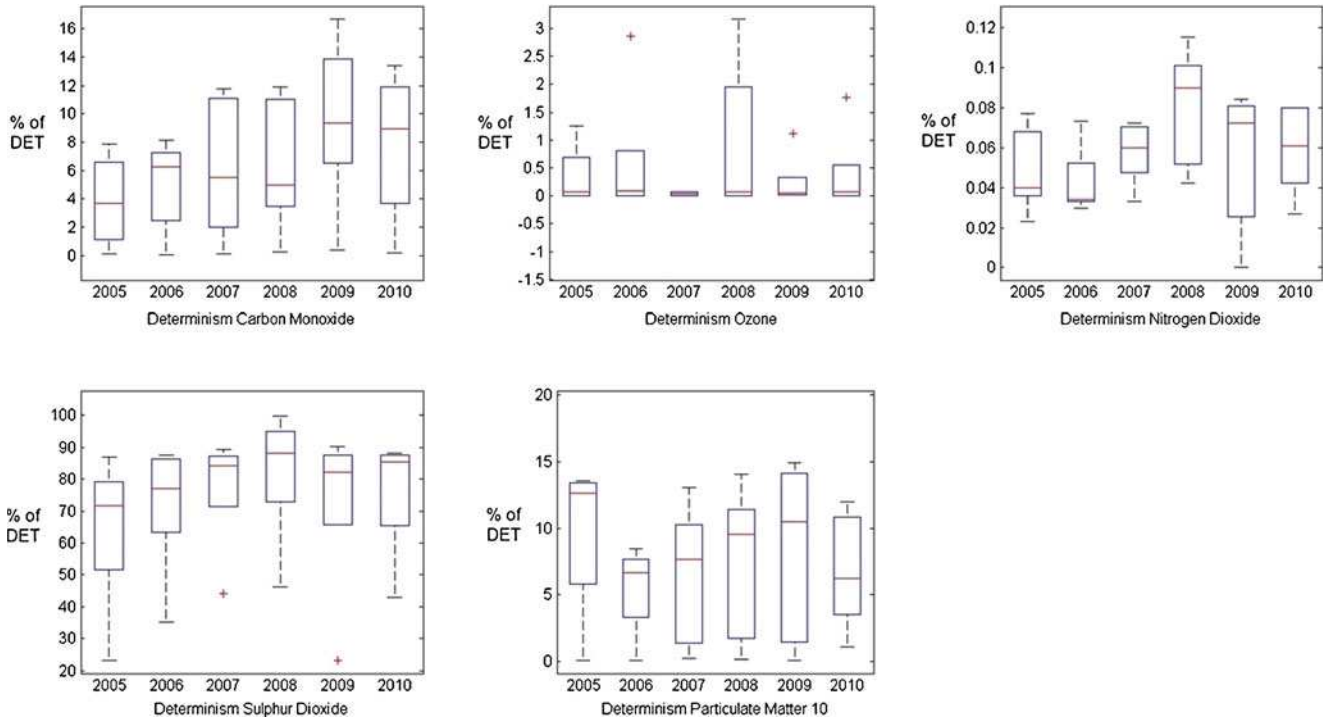 16
14
12
10
8
6
4
2
0
% of
DET
2005 2006 2007 2008 2009 2010
Determinism Carbon Monoxide
3
2.5
2
1.5
1
0.5
0
-0.5
-1
-1.5
% of
DET
2005 2006 2007 2008 2009 2010
Determinism Ozone
0.12
0.1
0.08
0.06
0.04
0.02
0
% of
DET
2005 2006 2007 2008 2009 2010
Determinism Nitrogen Dioxide
100
90
80
70
60
50
40
30
20
% of
DET
2005 2006 2007 2008 2009 2010
Determinism Sulphur Dioxide
20
15
10
5
0
% of
DET
2005 2006 2007 2008 2009 2010
Determinism Particulate Matter 10